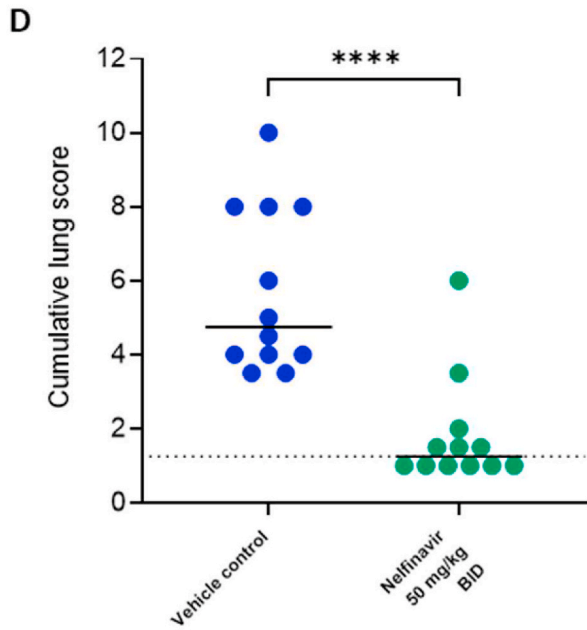 D
****
12
10
8
6
4
2
0
Cumulative lung score
Vehicle control
Nelfinavir
50 mg/kg
BID